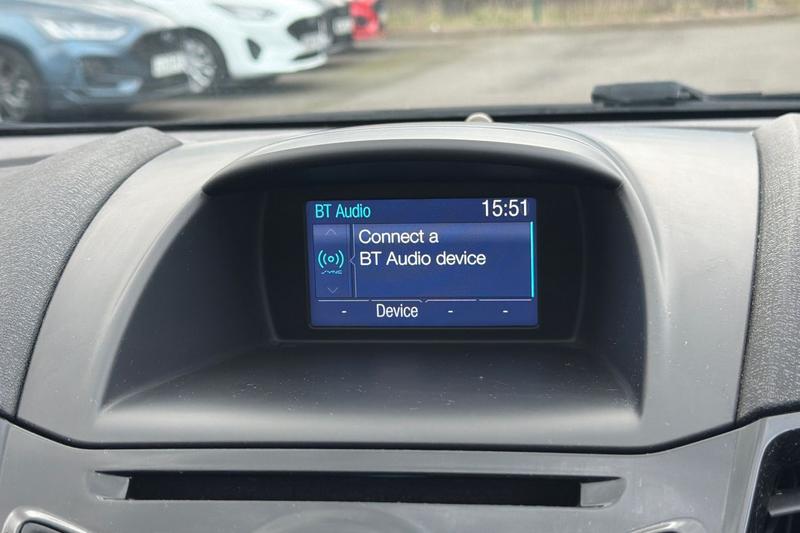 BT Audio 15:51
Connect a
BT Audio device
SYNC
- Device - -